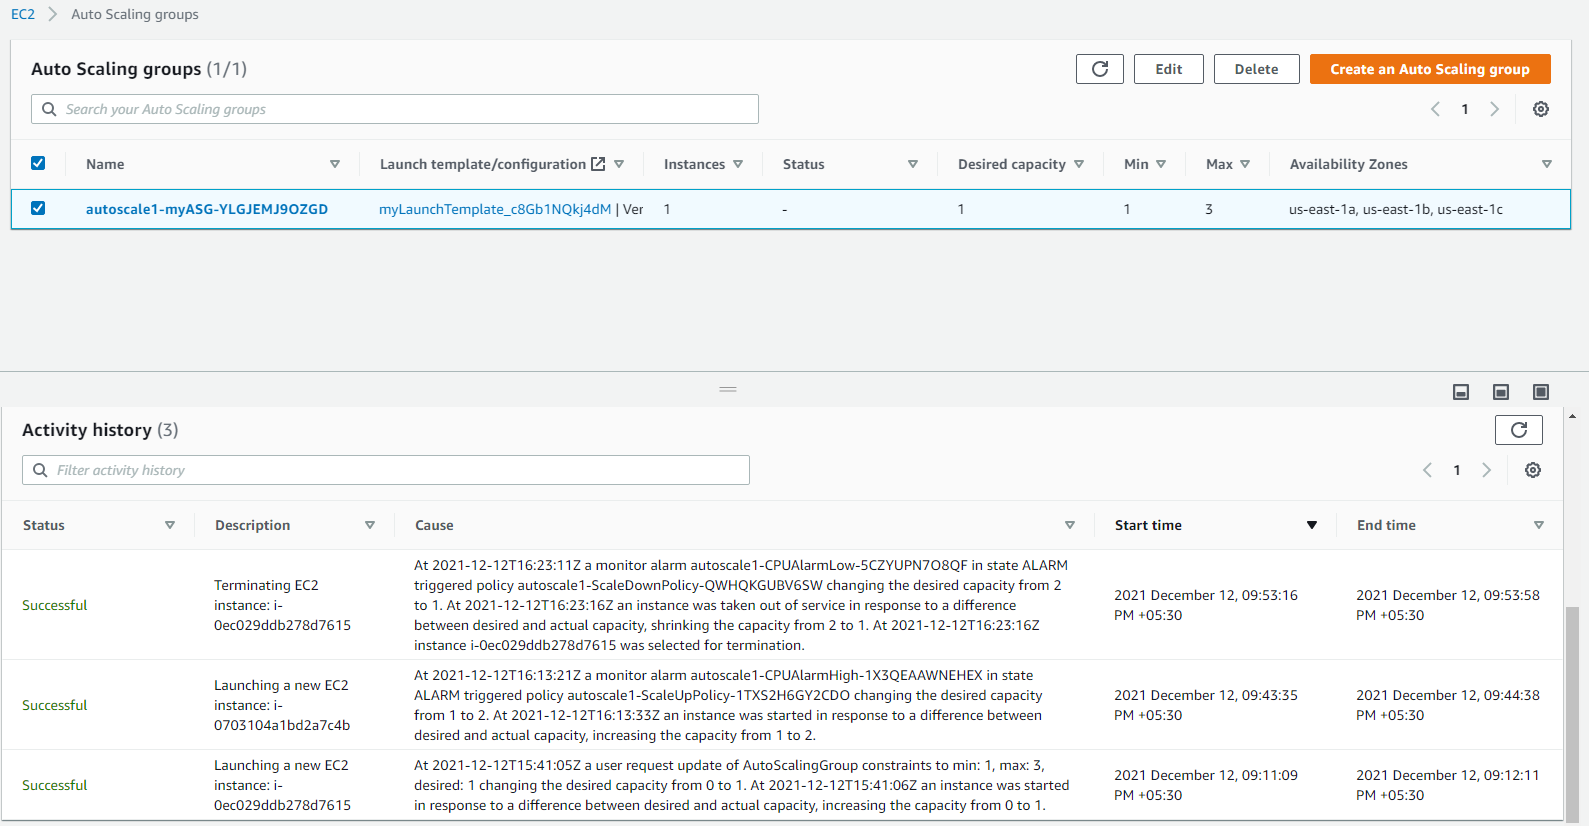 EC2 > Auto Scaling groups
Auto Scaling groups (1/1)
Edit
Delete
Create an Auto Scaling group
Search your Auto Scaling groups
1
Name
Launch template/configuration
Instances
Status
Desired capacity
Min
Max
Availability Zones
autoscale1-myASG-YLGJEMJ9OZGD
myLaunchTemplate_c8Gb1NQkj4dM | Ver
1
-
1
1
3
us-east-1a, us-east-1b, us-east-1c
Activity history (3)
Filter activity history
1
Status
Description
Cause
Start time
End time
Successful
Terminating EC2
instance: i-
0ec029ddb278d7615
At 2021-12-12T16:23:11Z a monitor alarm autoscale1-CPUAlarmLow-5CZYUPN7O8QF in state ALARM
triggered policy autoscale1-ScaleDownPolicy-QWHQKGUBV6SW changing the desired capacity from 2
to 1. At 2021-12-12T16:23:16Z an instance was taken out of service in response to a difference
between desired and actual capacity, shrinking the capacity from 2 to 1. At 2021-12-12T16:23:16Z
instance i-0ec029ddb278d7615 was selected for termination.
2021 December 12, 09:53:16
PM +05:30
2021 December 12, 09:53:58
PM +05:30
Successful
Launching a new EC2
instance: i-
0703104a1bd2a7c4b
At 2021-12-12T16:13:21Z a monitor alarm autoscale1-CPUAlarmHigh-1X3QEAAWNEHEX in state
ALARM triggered policy autoscale1-ScaleUpPolicy-1TXS2H6GY2CDO changing the desired capacity
from 1 to 2. At 2021-12-12T16:13:33Z an instance was started in response to a difference between
desired and actual capacity, increasing the capacity from 1 to 2.
2021 December 12, 09:43:35
PM +05:30
2021 December 12, 09:44:38
PM +05:30
Successful
Launching a new EC2
instance: i-
0ec029ddb278d7615
At 2021-12-12T15:41:05Z a user request update of AutoScalingGroup constraints to min: 1, max: 3,
desired: 1 changing the desired capacity from 0 to 1. At 2021-12-12T15:41:06Z an instance was started
in response to a difference between desired and actual capacity, increasing the capacity from 0 to 1.
2021 December 12, 09:11:09
PM +05:30
2021 December 12, 09:12:11
PM +05:30